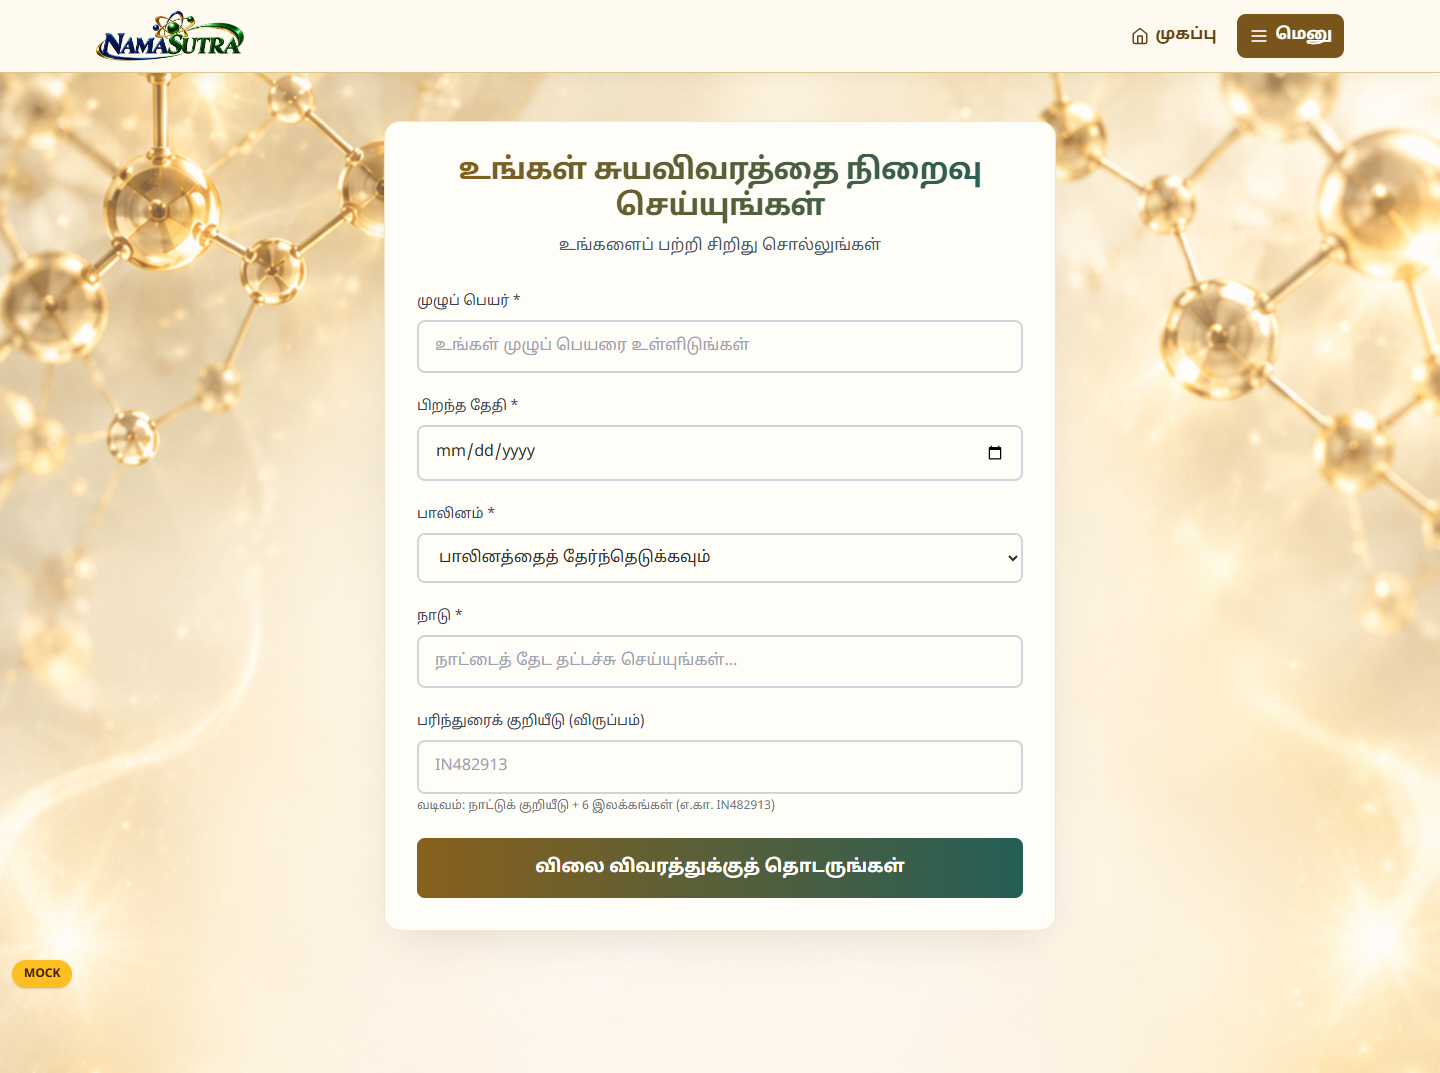 NAMASUTRA
முகப்பு
மெனு
உங்கள் சுயவிவரத்தை நிறைவு
செய்யுங்கள்
உங்களைப் பற்றி சிறிது சொல்லுங்கள்
முழுப் பெயர் *
உங்கள் முழுப் பெயரை உள்ளிடுங்கள்
பிறந்த தேதி *
mm/dd/yyyy
பாலினம் *
பாலினத்தைத் தேர்ந்தெடுக்கவும்
நாடு *
நாட்டைத் தேட தட்டச்சு செய்யுங்கள்...
பரிந்துரைக் குறியீடு (விருப்பம்)
IN482913
வடிவம்: நாட்டுக் குறியீடு + 6 இலக்கங்கள் (எ.கா. IN482913)
விலை விவரத்துக்குத் தொடருங்கள்
MOCK